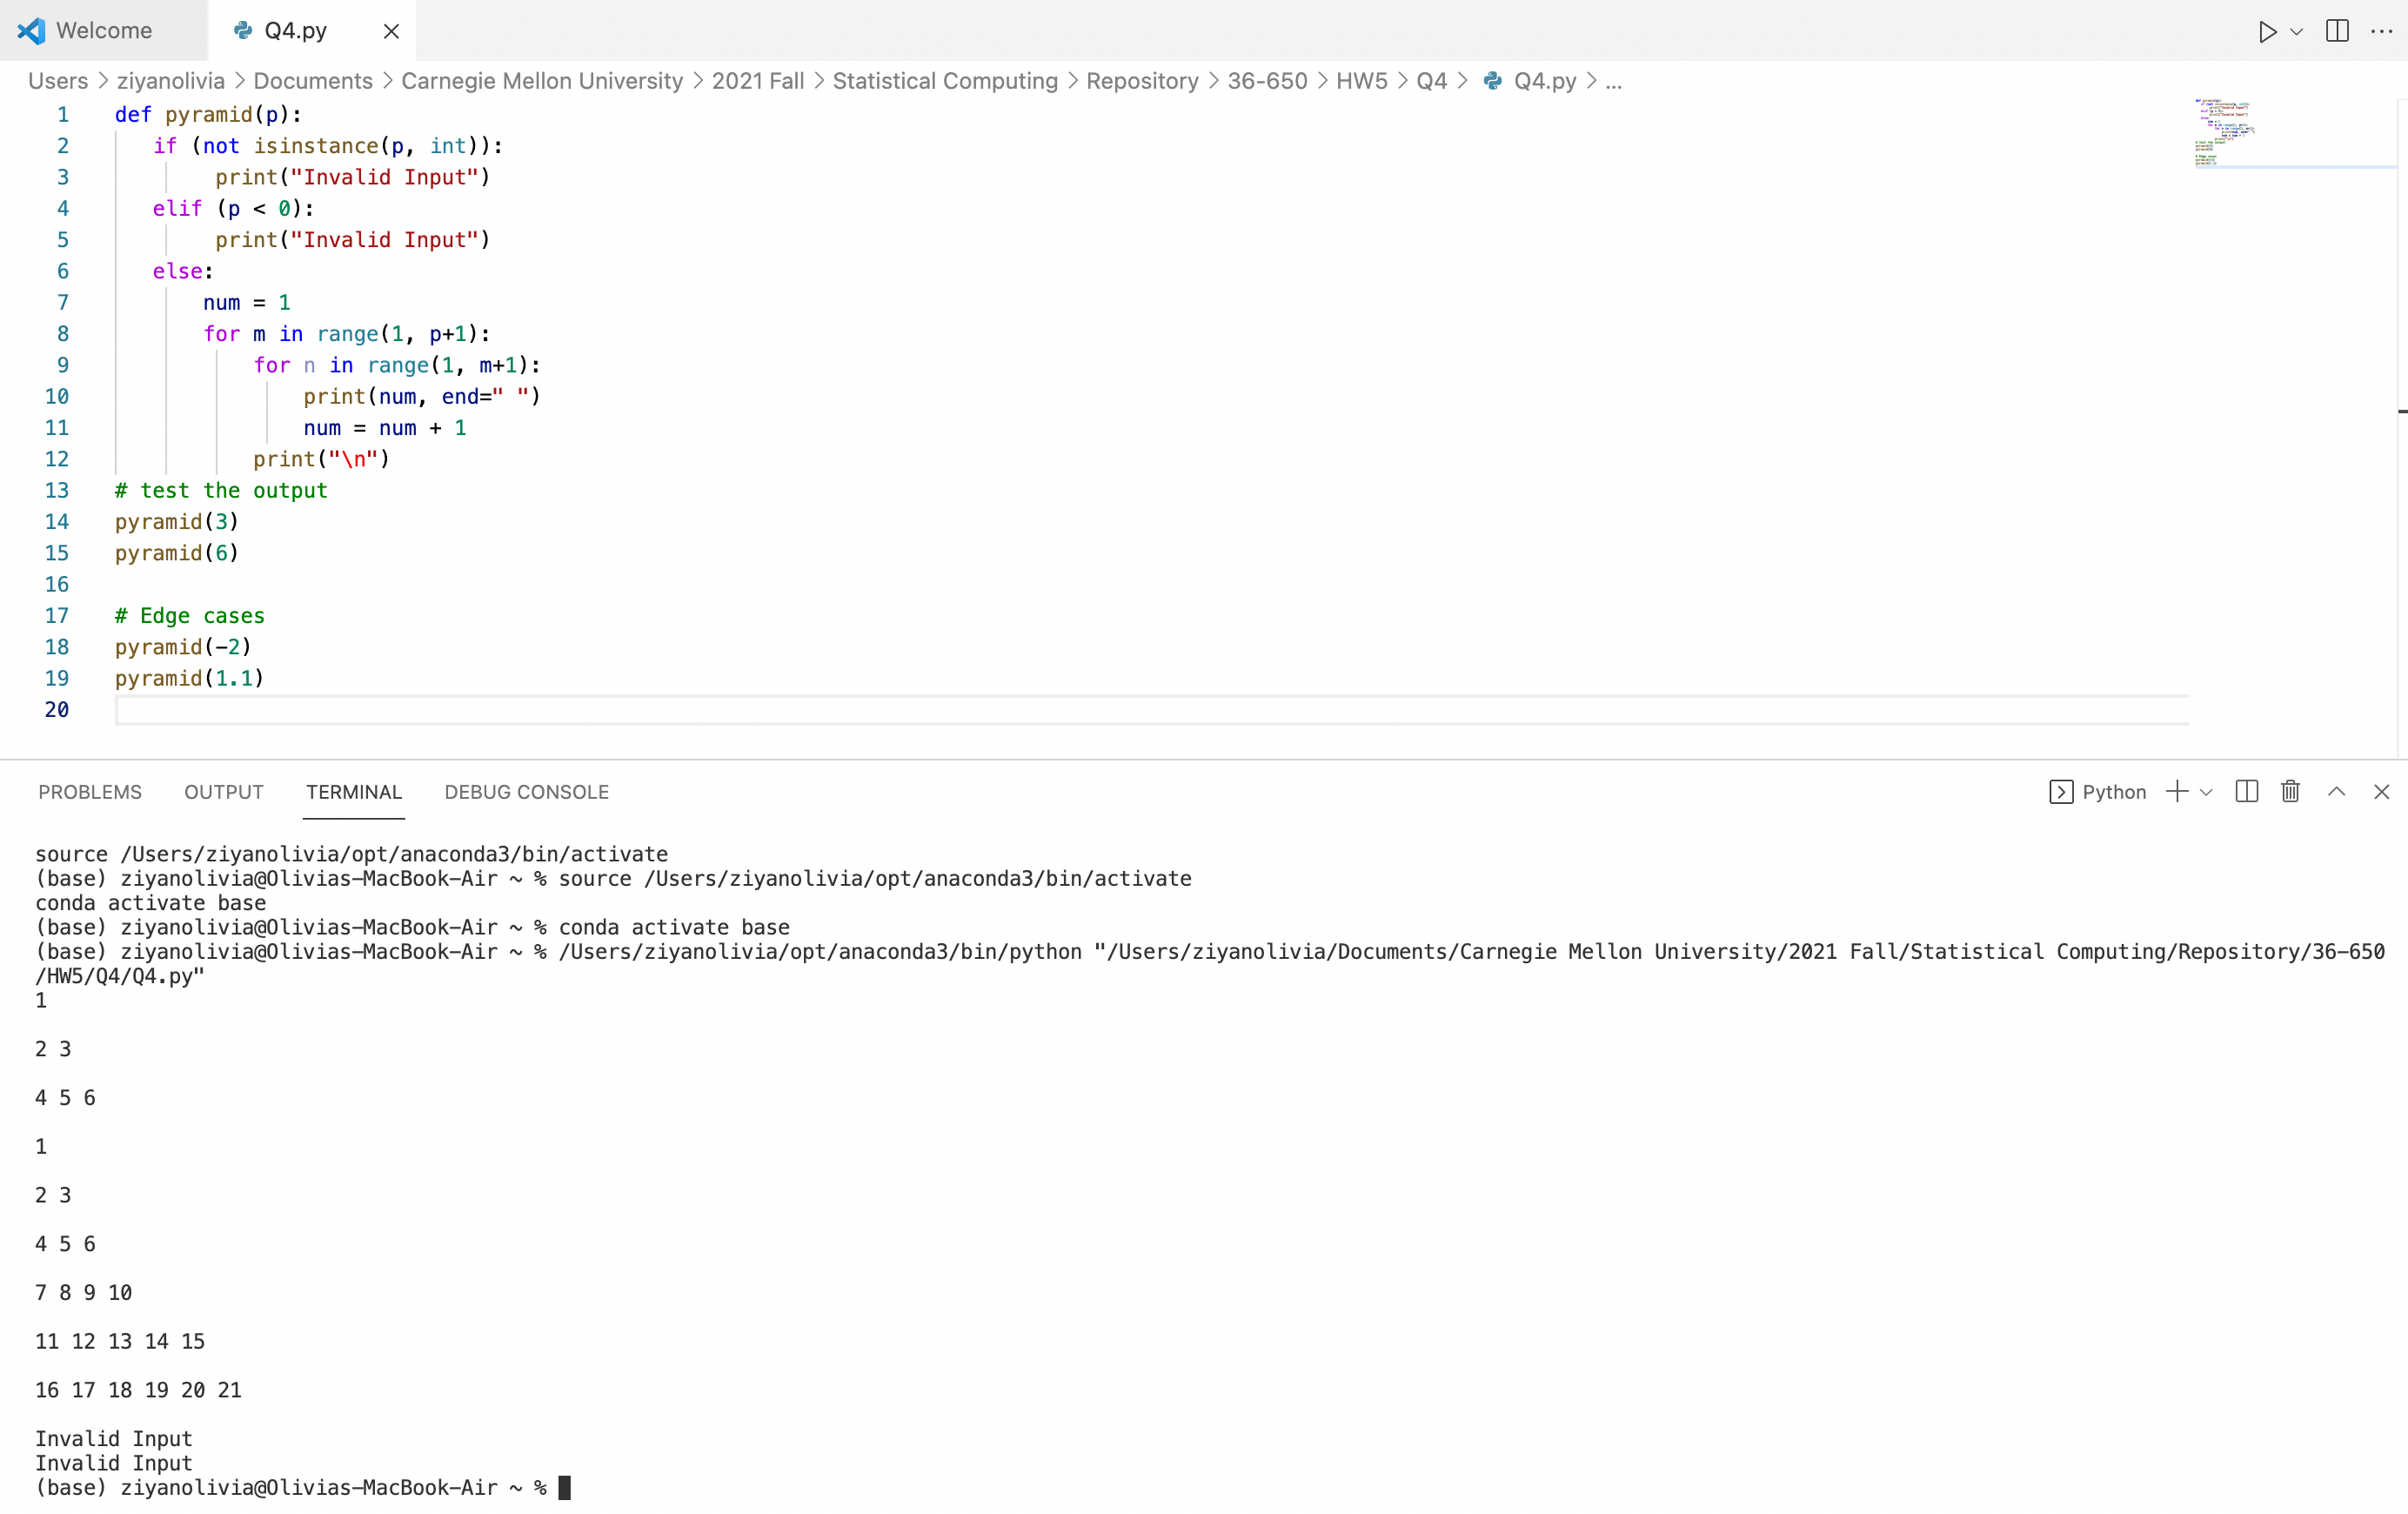 Welcome Q4.py
Users > ziyanolivia > Documents > Carnegie Mellon University > 2021 Fall > Statistical Computing > Repository > 36-650 > HW5 > Q4 > Q4.py > ...
1 def pyramid(p):
2 if (not isinstance(p, int)):
3 print("Invalid Input")
4 elif (p < 0):
5 print("Invalid Input")
6 else:
7 num = 1
8 for m in range(1, p+1):
9 for n in range(1, m+1):
10 print(num, end=" ")
11 num = num + 1
12 print("\n")
13 # test the output
14 pyramid(3)
15 pyramid(6)
16
17 # Edge cases
18 pyramid(-2)
19 pyramid(1.1)
20
PROBLEMS OUTPUT TERMINAL DEBUG CONSOLE Python
source /Users/ziyanolivia/opt/anaconda3/bin/activate
(base) ziyanolivia@Olivias-MacBook-Air ~ % source /Users/ziyanolivia/opt/anaconda3/bin/activate
conda activate base
(base) ziyanolivia@Olivias-MacBook-Air ~ % conda activate base
(base) ziyanolivia@Olivias-MacBook-Air ~ % /Users/ziyanolivia/opt/anaconda3/bin/python "/Users/ziyanolivia/Documents/Carnegie Mellon University/2021 Fall/Statistical Computing/Repository/36-650
/HW5/Q4/Q4.py"
1
2 3
4 5 6
1
2 3
4 5 6
7 8 9 10
11 12 13 14 15
16 17 18 19 20 21
Invalid Input
Invalid Input
(base) ziyanolivia@Olivias-MacBook-Air ~ %